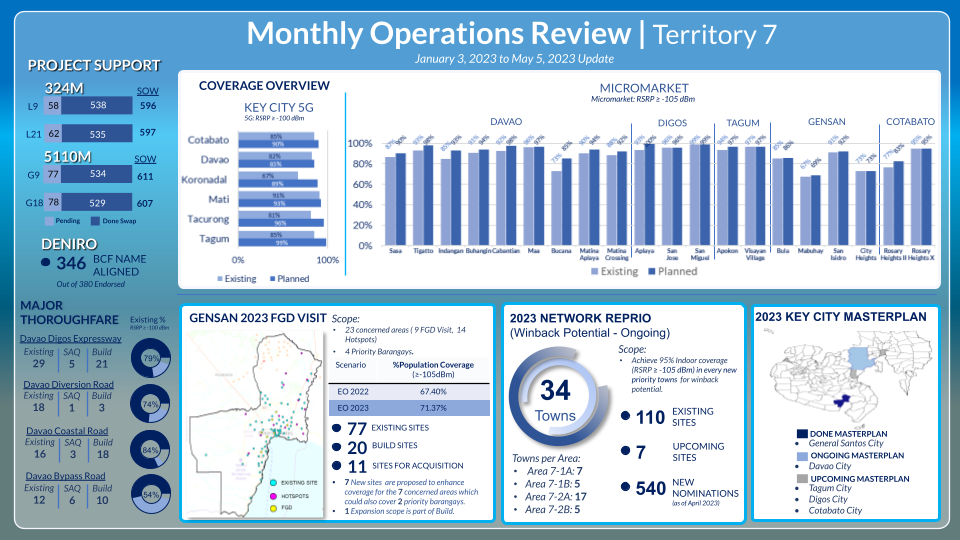 Monthly Operations Review | Territory 7
January 3, 2023 to May 5, 2023 Update
PROJECT SUPPORT
324M
SOW
L9 58 538 596
L21 62 535 597
5110M
SOW
G9 77 534 611
G18 78 529 607
Pending Done Swap
DENIRO
346 BCF NAME
ALIGNED
Out of 380 Endorsed
COVERAGE OVERVIEW
KEY CITY 5G
5G: RSRP ≥ -100 dBm
Cotabato 85% 90%
Davao 82% 85%
Koronadal 67% 89%
Mati 91% 93%
Tacurong 81% 96%
Tagum 85% 99%
0% 100%
Existing Planned
MICROMARKET
Micromarket: RSRP ≥ -105 dBm
DAVAO DIGOS TAGUM GENSAN COTABATO
100%
80%
60%
40%
20%
0%
Sasa Tigatto Indangan Buhangin Cabantian Maa Bucana Matina Aplaya Matina Crossing Aplaya San Jose San Miguel Apokon Visayan Village Bula Mabuhay San Isidro City Heights Rosary Heights II Rosary Heights X
Existing Planned
MAJOR
THOROUGHFARE
Existing %
RSRP ≥ -100 dBm
Davao Digos Expressway
Existing SAQ Build
29 5 21
79%
Davao Diversion Road
Existing SAQ Build
18 1 3
74%
Davao Coastal Road
Existing SAQ Build
16 3 18
84%
Davao Bypass Road
Existing SAQ Build
12 6 10
54%
GENSAN 2023 FGD VISIT
Scope:
• 23 concerned areas ( 9 FGD Visit, 14
Hotspots)
• 4 Priority Barangays.
Scenario %Population Coverage
(≥-105dBm)
EO 2022 67.40%
EO 2023 71.37%
77 EXISTING SITES
20 BUILD SITES
11 SITES FOR ACQUISITION
• 7 New sites are proposed to enhance
coverage for the 7 concerned areas which
could also cover 2 priority barangays.
• 1 Expansion scope is part of Build.
EXISTING SITE
HOTSPOTS
FGD
2023 NETWORK REPRIO
(Winback Potential - Ongoing)
34
Towns
Scope:
• Achieve 95% Indoor coverage
(RSRP ≥ -105 dBm) in every new
priority towns for winback
potential.
110 EXISTING
SITES
7 UPCOMING
SITES
540 NEW
NOMINATIONS
(as of April 2023)
Towns per Area:
• Area 7-1A: 7
• Area 7-1B: 5
• Area 7-2A: 17
• Area 7-2B: 5
2023 KEY CITY MASTERPLAN
DONE MASTERPLAN
• General Santos City
ONGOING MASTERPLAN
• Davao City
UPCOMING MASTERPLAN
• Tagum City
• Digos City
• Cotabato City